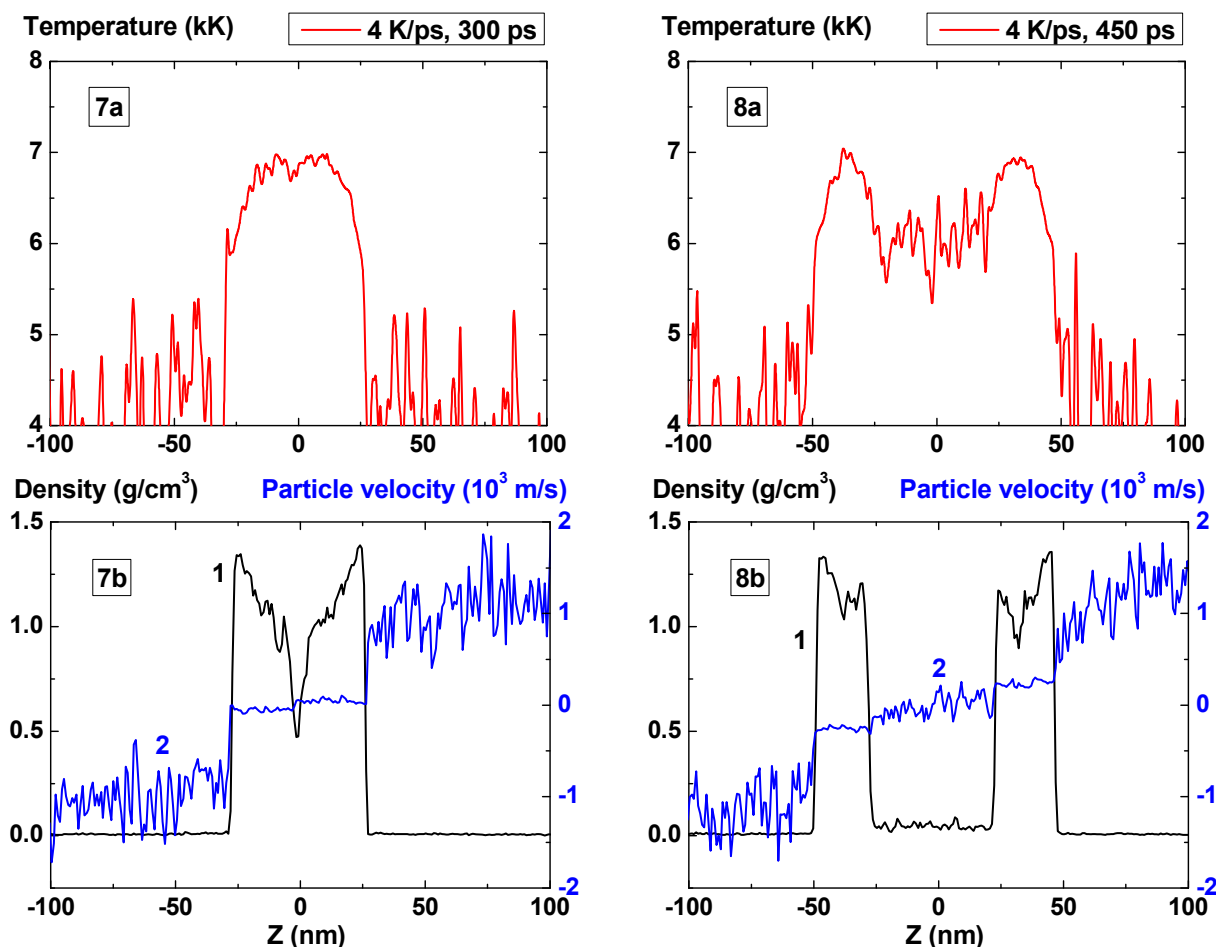 Temperature (kK)
4 K/ps, 300 ps
8
7
6
5
4
7a
-100 -50 0 50 100
Temperature (kK)
4 K/ps, 450 ps
8
7
6
5
4
8a
-100 -50 0 50 100
Density (g/cm³)
Particle velocity (10³ m/s)
1.5
1.0
0.5
0.0
7b
1
2
2
1
0
-1
-2
-100 -50 0 50 100
Z (nm)
Density (g/cm³)
Particle velocity (10³ m/s)
1.5
1.0
0.5
0.0
8b
1
2
2
1
0
-1
-2
-100 -50 0 50 100
Z (nm)